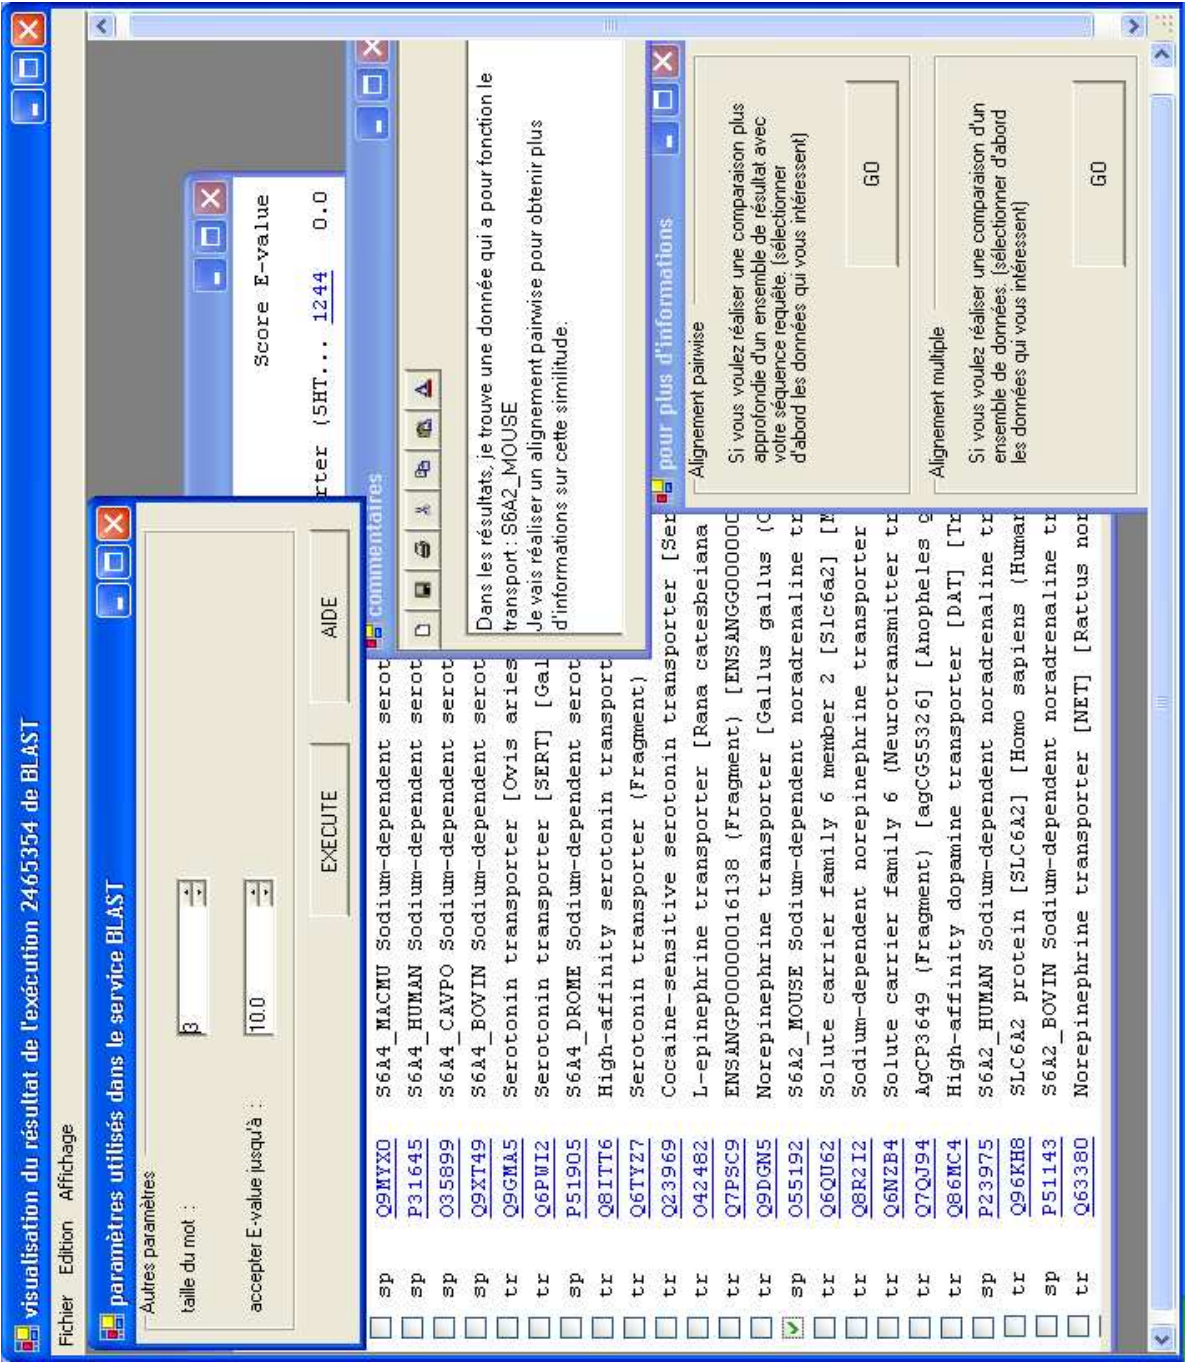 visualisation du résultat de l'exécution 2465354 de BLAST
Fichier Edition Affichage
paramètres utilisés dans le service BLAST
Autres paramètres
taille du mot :
3
accepter E-value jusqu'à :
10.0
EXECUTE
AIDE
Score E-value
rter (5HT... 1244 0.0
sp Q9MYX0 S6A4_MACMU Sodium-dependent serot
sp P31645 S6A4_HUMAN Sodium-dependent serot
sp O35899 S6A4_CAVPO Sodium-dependent serot
sp Q9XT49 S6A4_BOVIN Sodium-dependent serot
tr Q9GMA5 Serotonin transporter [Ovis aries
tr Q6PWI2 Serotonin transporter [SERT] [Gal
sp P51905 S6A4_DROME Sodium-dependent serot
tr Q8ITT6 High-affinity serotonin transport
tr Q6TYZ7 Serotonin transporter (Fragment)
tr Q23969 Cocaine-sensitive serotonin transporter [Ser
tr O42482 L-epinephrine transporter [Rana catesbeiana
tr Q7PSC9 ENSANGP00000016138 (Fragment) [ENSANGG000000
tr Q9DGN5 Norepinephrine transporter [Gallus gallus (C
sp O55192 S6A2_MOUSE Sodium-dependent noradrenaline tr
tr Q6QU62 Solute carrier family 6 member 2 [Slc6a2] [M
tr Q8R2I2 Sodium-dependent norepinephrine transporter
tr Q6NZB4 Solute carrier family 6 (Neurotransmitter tr
tr Q7QJ94 AgCP3649 (Fragment) [agCG55326] [Anopheles g
tr Q86MC4 High-affinity dopamine transporter [DAT] [Tr
sp P23975 S6A2_HUMAN Sodium-dependent noradrenaline tr
tr Q96KH8 SLC6A2 protein [SLC6A2] [Homo sapiens (Human
sp P51143 S6A2_BOVIN Sodium-dependent noradrenaline tr
tr Q63380 Norepinephrine transporter [NET] [Rattus nor
commentaires
Dans les résultats, je trouve une donnée qui a pour fonction le
transport : S6A2_MOUSE
Je vais réaliser un alignement pairwise pour obtenir plus
d'informations sur cette similitude.
pour plus d'informations
Alignement pairwise
Si vous voulez réaliser une comparaison plus
approfondie d'un ensemble de résultat avec
votre séquence requête. (sélectionner
d'abord les données qui vous intéressent)
GO
Alignement multiple
Si vous voulez réaliser une comparaison d'un
ensemble de données. (sélectionner d'abord
les données qui vous intéressent)
GO